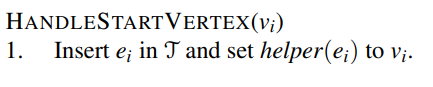 HANDLESTARTVERTEX(vᵢ)
1. Insert eᵢ in 𝒯 and set helper(eᵢ) to vᵢ.